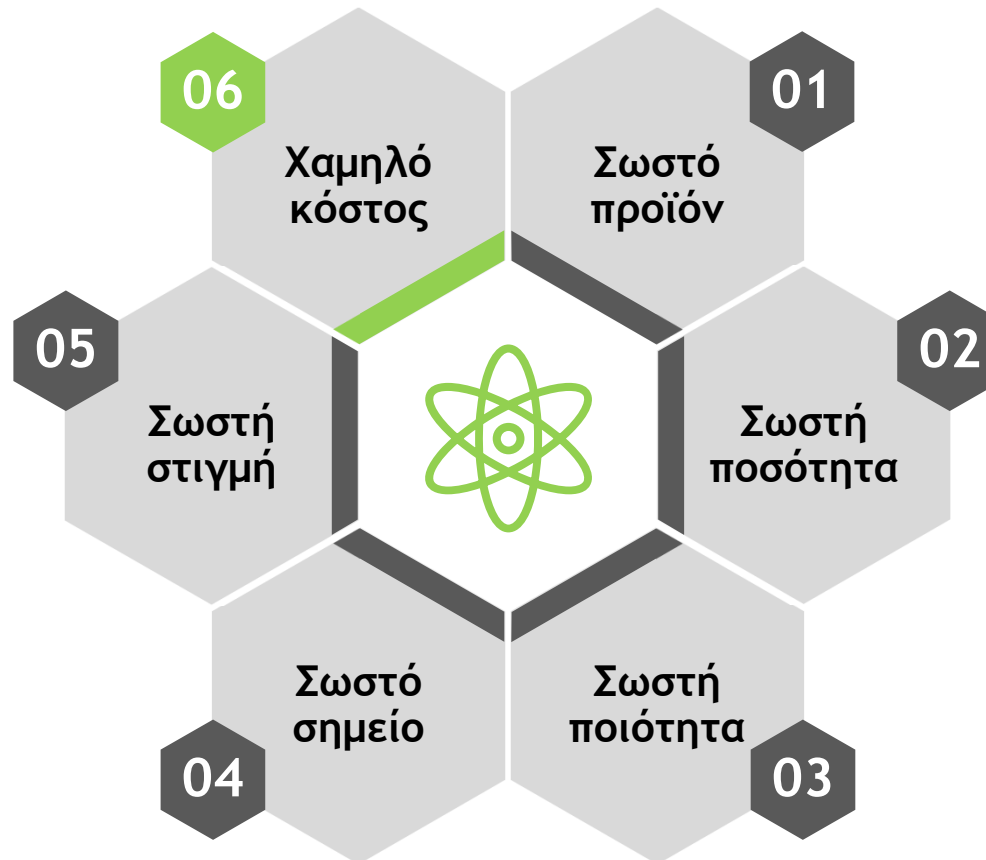 01
Σωστό
προϊόν
02
Σωστή
ποσότητα
03
Σωστή
ποιότητα
04
Σωστό
σημείο
05
Σωστή
στιγμή
06
Χαμηλό
κόστος